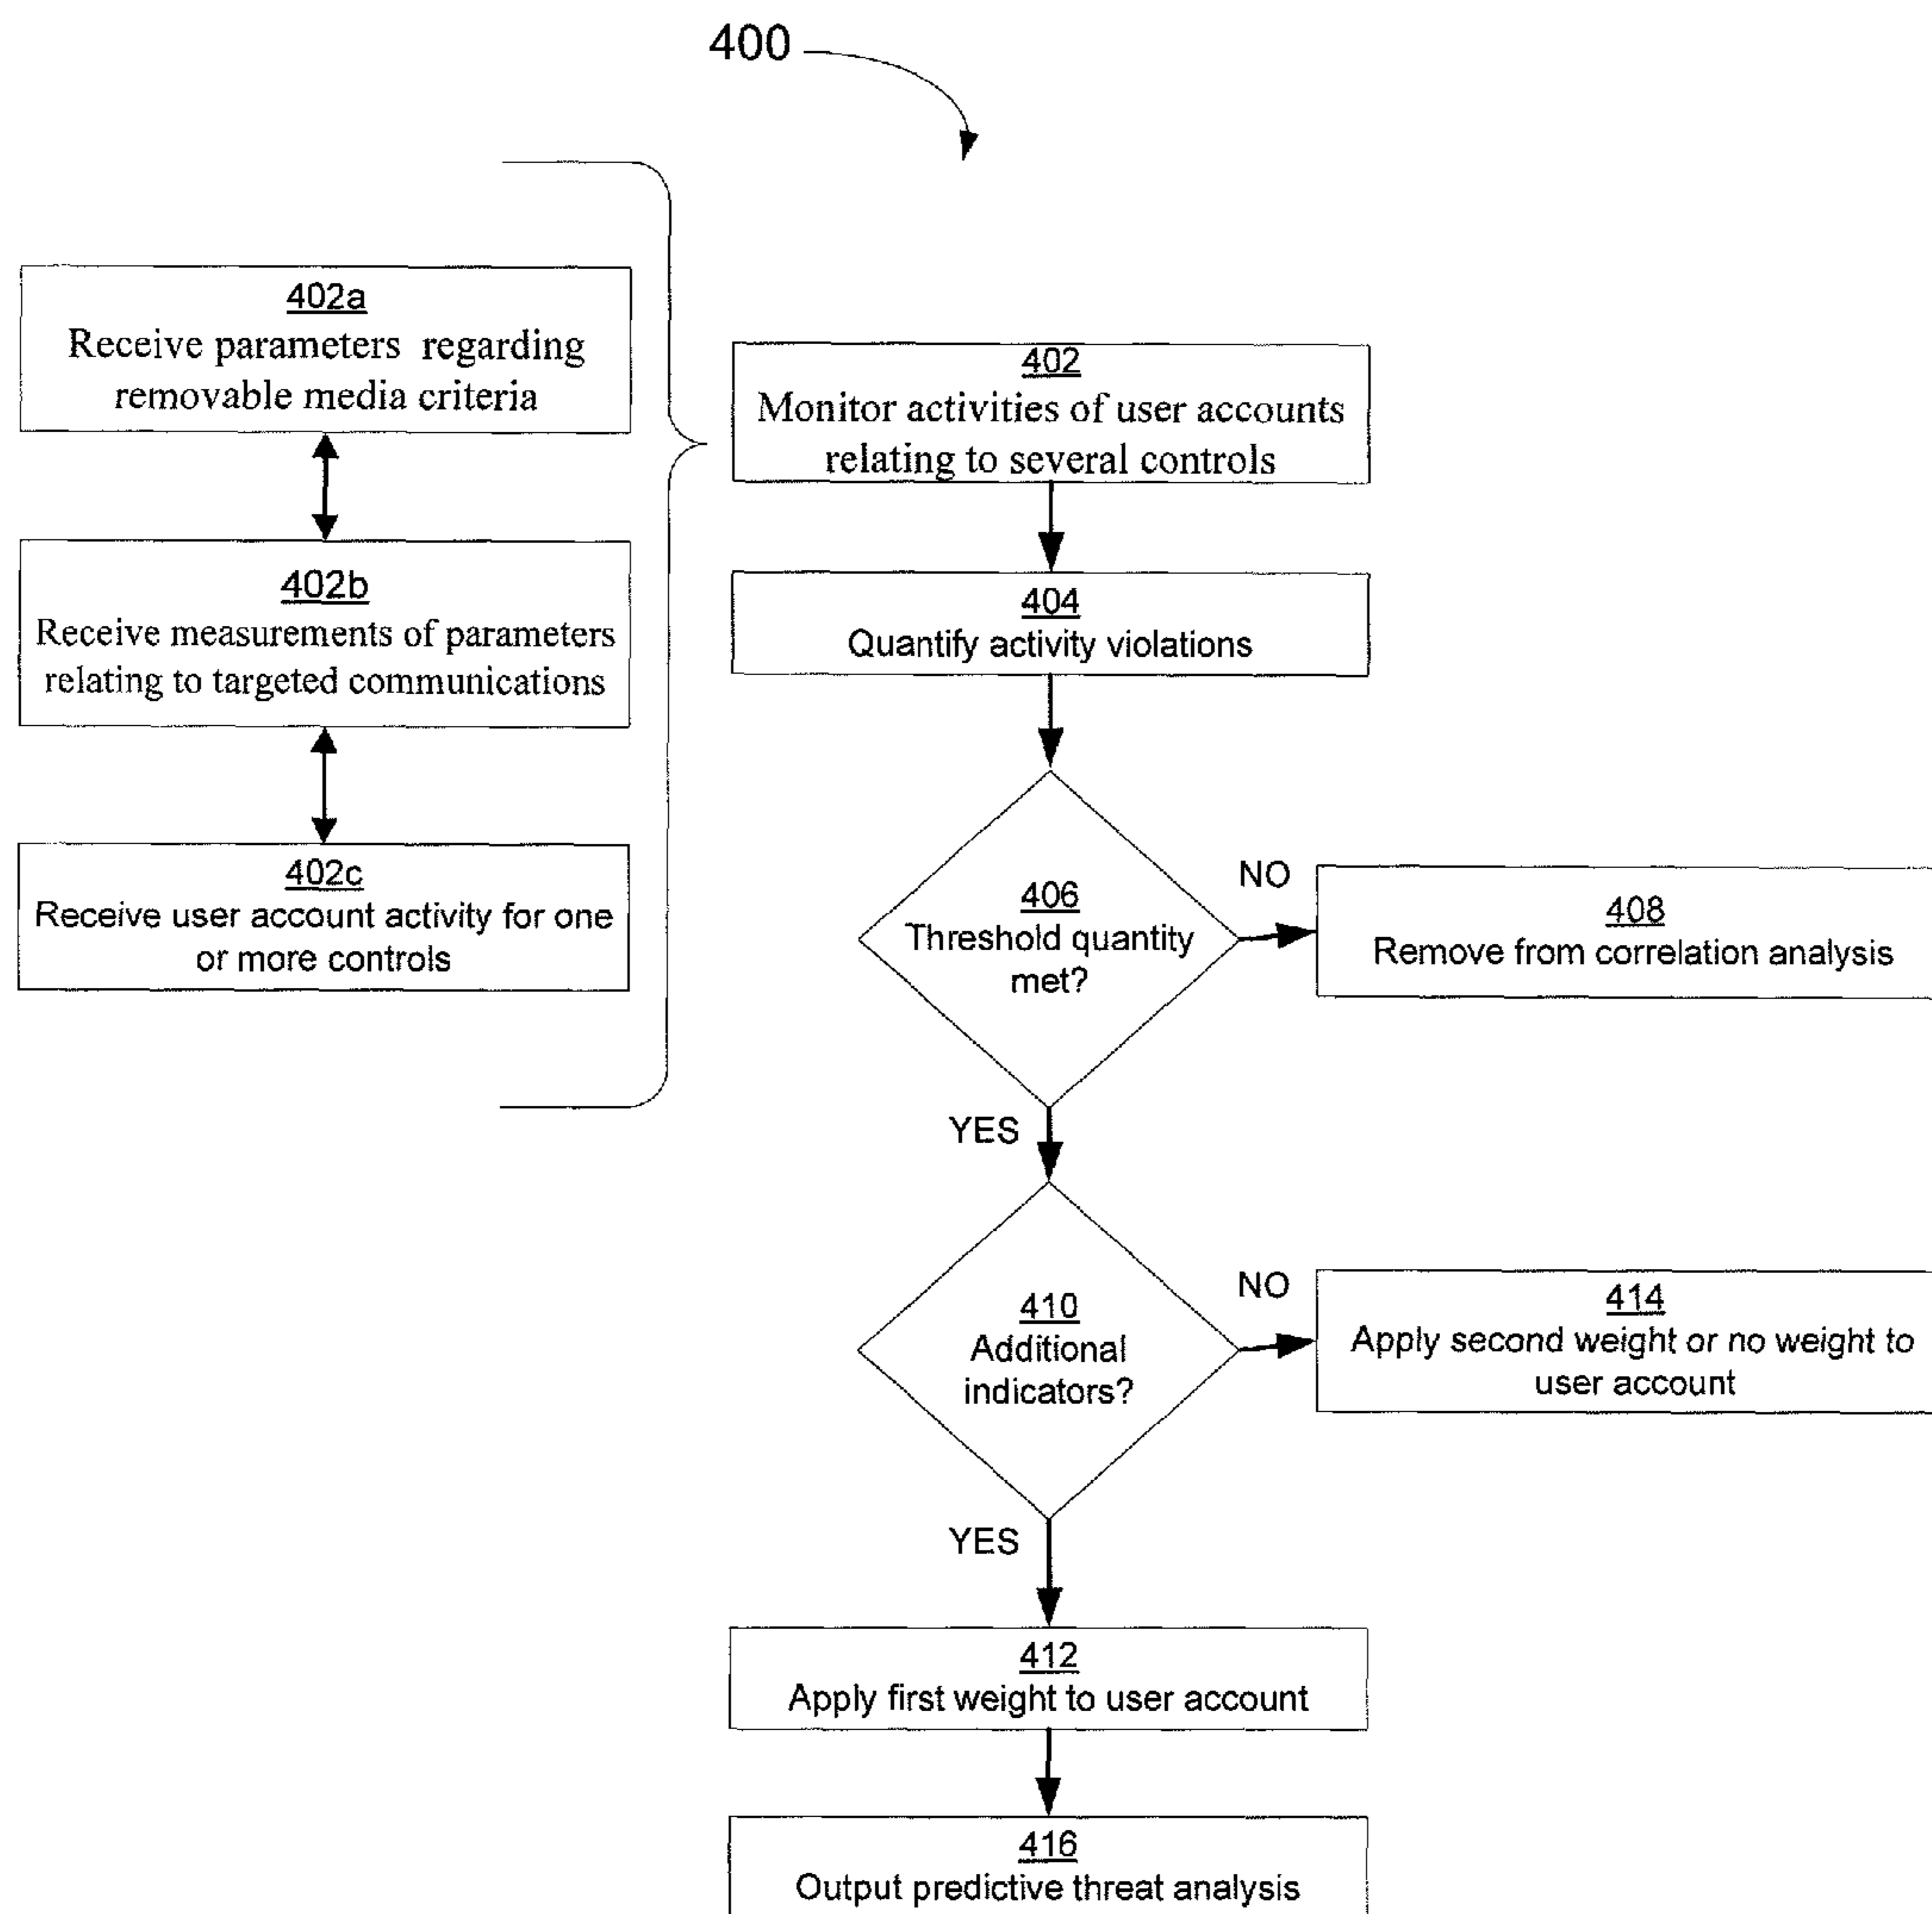 400
402a
Receive parameters regarding
removable media criteria
402b
Receive measurements of parameters
relating to targeted communications
402c
Receive user account activity for one
or more controls
402
Monitor activities of user accounts
relating to several controls
404
Quantify activity violations
406
Threshold quantity
met?
NO
408
Remove from correlation analysis
YES
410
Additional
indicators?
NO
414
Apply second weight or no weight to
user account
YES
412
Apply first weight to user account
416
Output predictive threat analysis